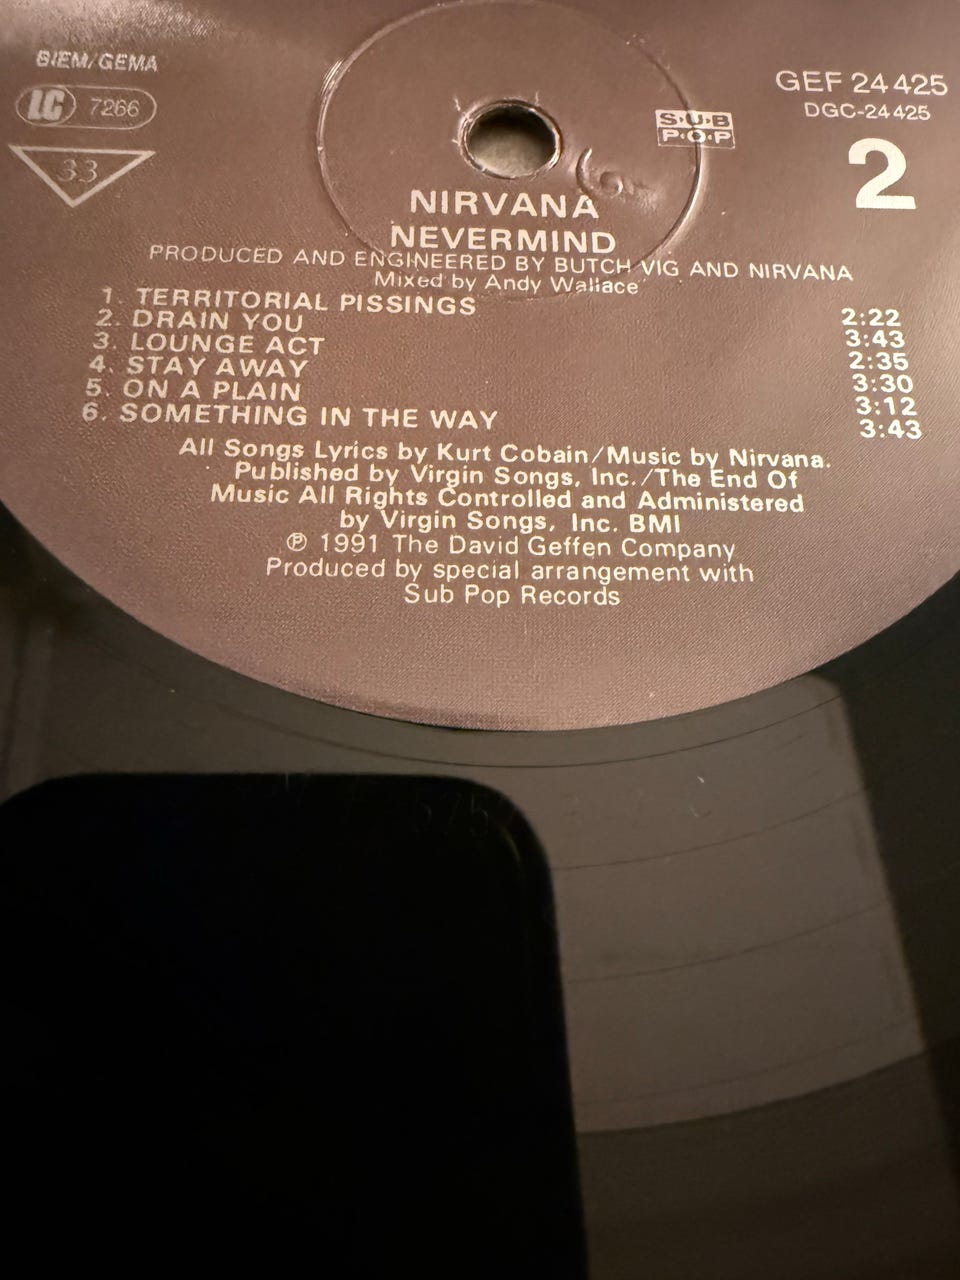 BIEM/GEMA
LC 7266
33
SUB
POP
GEF 24 425
DGC-24 425
2
NIRVANA
NEVERMIND
PRODUCED AND ENGINEERED BY BUTCH VIG AND NIRVANA
Mixed by Andy Wallace
1. TERRITORIAL PISSINGS 2:22
2. DRAIN YOU 3:43
3. LOUNGE ACT 2:35
4. STAY AWAY 3:30
5. ON A PLAIN 3:12
6. SOMETHING IN THE WAY 3:43
All Songs Lyrics by Kurt Cobain/Music by Nirvana.
Published by Virgin Songs, Inc./The End Of
Music All Rights Controlled and Administered
by Virgin Songs, Inc. BMI
℗ 1991 The David Geffen Company
Produced by special arrangement with
Sub Pop Records